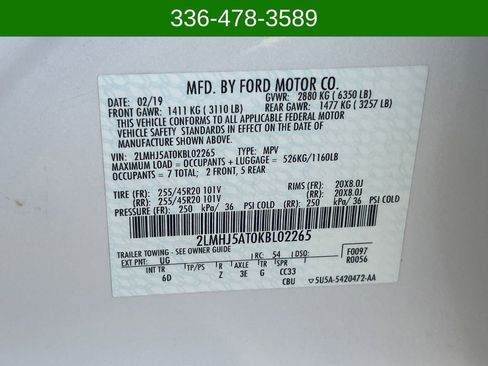 336-478-3589
MFD. BY FORD MOTOR CO.
DATE: 02/19 GVWR: 2880 KG ( 6350 LB)
FRONT GAWR: 1411 KG ( 3110 LB) REAR GAWR: 1477 KG ( 3257 LB)
THIS VEHICLE CONFORMS TO ALL APPLICABLE FEDERAL MOTOR
VEHICLE SAFETY STANDARDS IN EFFECT ON THE DATE OF
MANUFACTURE SHOWN ABOVE.
VIN: 2LMHJ5AT0KBL02265 TYPE: MPV
MAXIMUM LOAD = OCCUPANTS + LUGGAGE = 526KG/1160LB
OCCUPANTS = 7 TOTAL: 2 FRONT, 5 REAR
TIRE (FR): 255/45R20 101V RIMS (FR): 20X8.0J
(RR): 255/45R20 101V (RR): 20X8.0J
PRESSURE (FR): 250 kPa/ 36 PSI COLD (RR): 250 kPa/ 36 PSI COLD
2LMHJ5AT0KBL02265
TRAILER TOWING - SEE OWNER GUIDE
EXT PNT: UG RC: 54 DSO: F0097
R0056
INT TR TP/PS R AXLE TR SPR
6D Z 3E G CC33
CBU ▽5U5A-5420472-AA